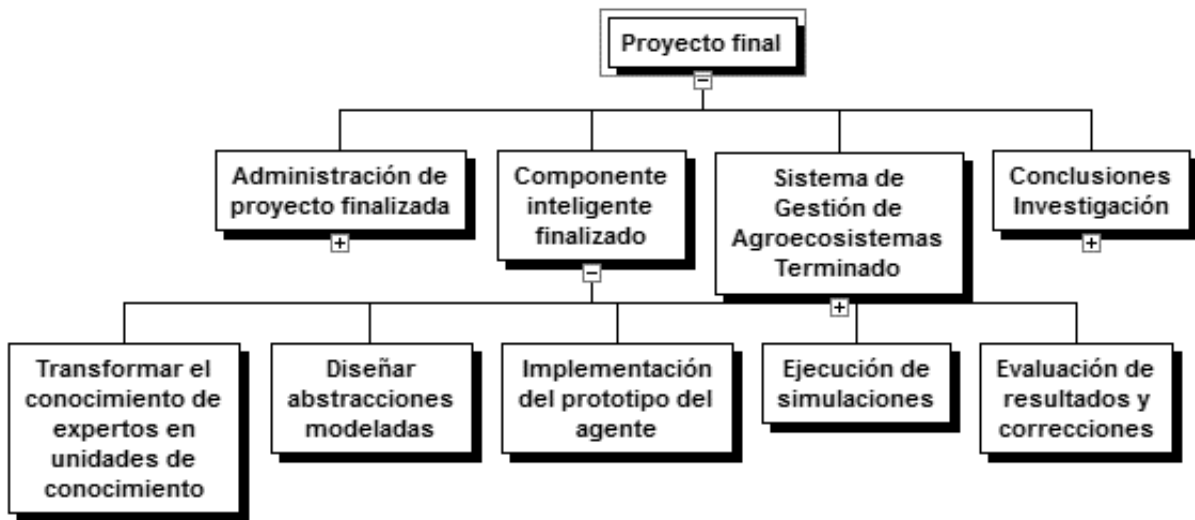 Proyecto final
Administración de
proyecto finalizada
Componente
inteligente
finalizado
Sistema de
Gestión de
Agroecosistemas
Terminado
Conclusiones
Investigación
Transformar el
conocimiento de
expertos en
unidades de
conocimiento
Diseñar
abstracciones
modeladas
Implementación
del prototipo del
agente
Ejecución de
simulaciones
Evaluación de
resultados y
correcciones